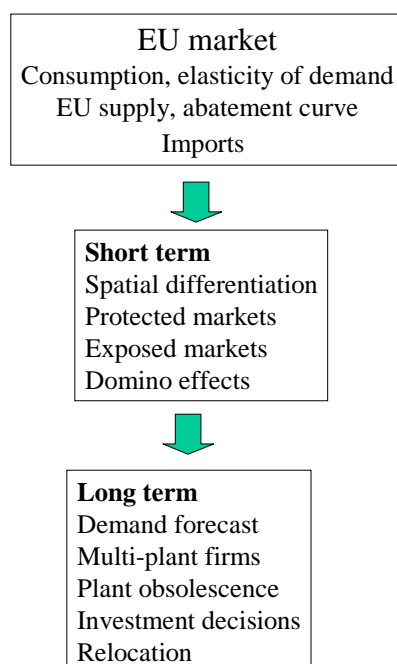 EU market
Consumption, elasticity of demand
EU supply, abatement curve
Imports
Short term
Spatial differentiation
Protected markets
Exposed markets
Domino effects
Long term
Demand forecast
Multi-plant firms
Plant obsolescence
Investment decisions
Relocation